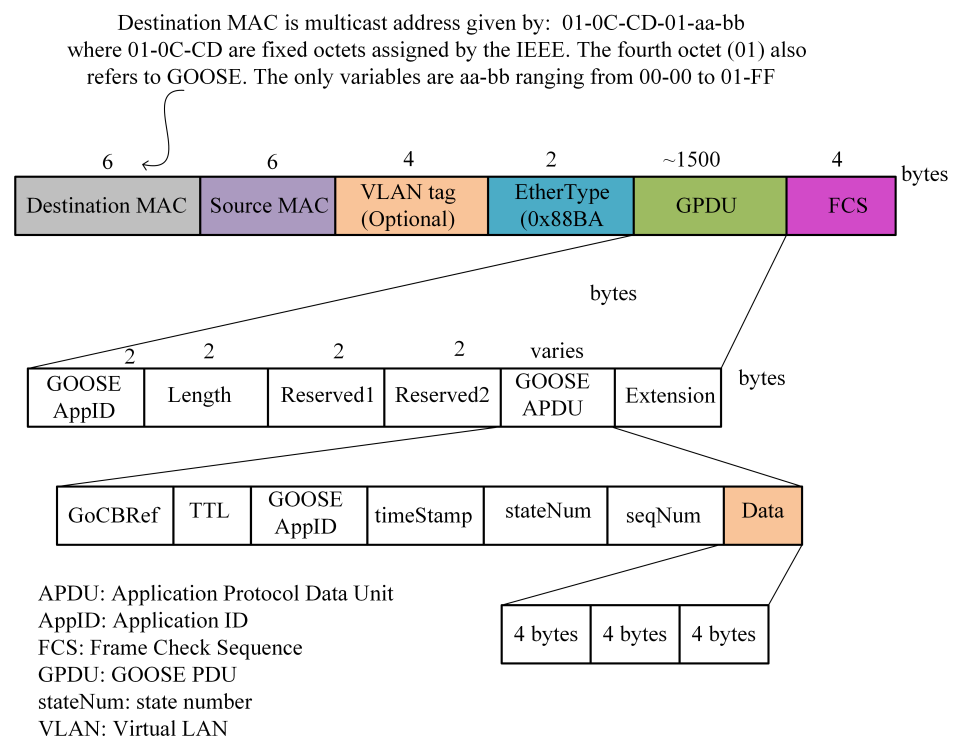 Destination MAC is multicast address given by: 01-0C-CD-01-aa-bb
where 01-0C-CD are fixed octets assigned by the IEEE. The fourth octet (01) also
refers to GOOSE. The only variables are aa-bb ranging from 00-00 to 01-FF
6 6 4 2 ~1500 4 bytes
Destination MAC Source MAC VLAN tag EtherType GPDU FCS
(Optional) (0x88BA
bytes
2 2 2 2 varies
bytes
GOOSE Length Reserved1 Reserved2 GOOSE Extension
AppID APDU
GoCBRef TTL GOOSE timeStamp stateNum seqNum Data
AppID
4 bytes 4 bytes 4 bytes
APDU: Application Protocol Data Unit
AppID: Application ID
FCS: Frame Check Sequence
GPDU: GOOSE PDU
stateNum: state number
VLAN: Virtual LAN